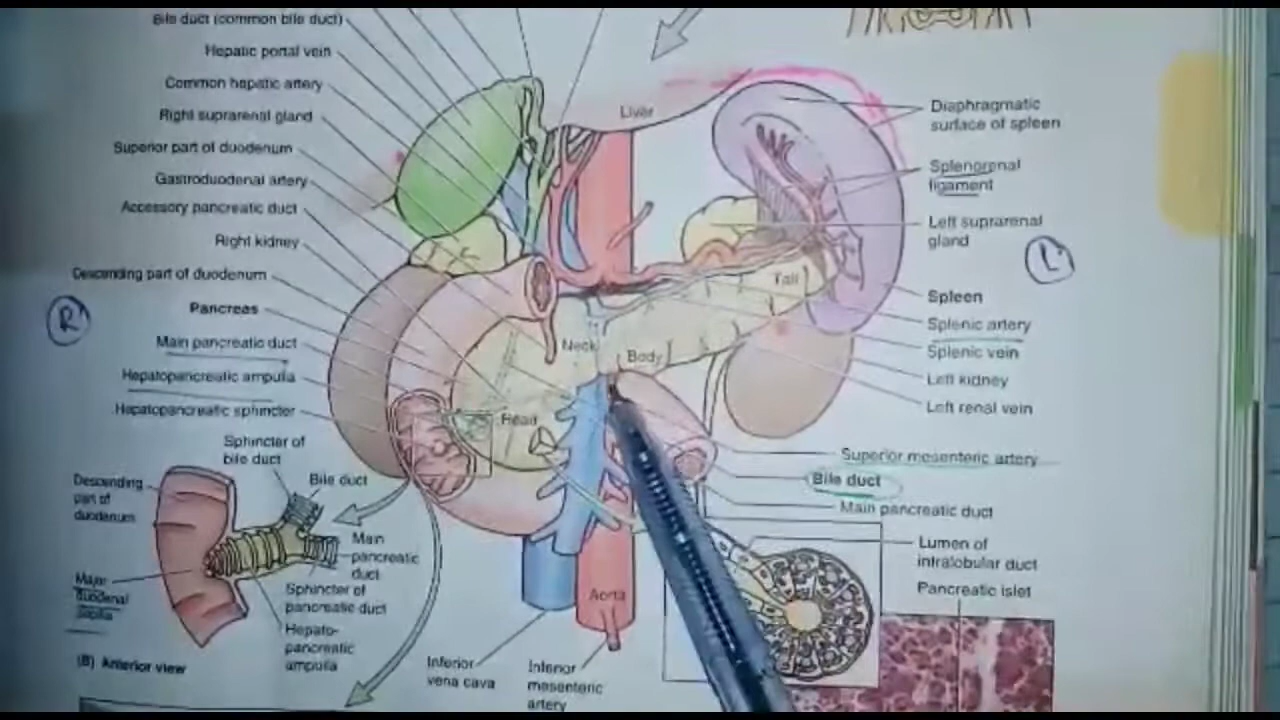 Bile duct (common bile duct)
Hepatic portal vein
Common hepatic artery
Right suprarenal gland
Superior part of duodenum
Gastroduodenal artery
Accessory pancreatic duct
Right kidney
Descending part of duodenum
Pancreas
Main pancreatic duct
Hepatopancreatic ampulla
Hepatopancreatic sphincter
R
Liver
Tail
Neck
Body
Head
Aorta
Diaphragmatic
surface of spleen
Splenorenal
ligament
Left suprarenal
gland
L
Spleen
Splenic artery
Splenic vein
Left kidney
Left renal vein
Superior mesenteric artery
Bile duct
Main pancreatic duct
Lumen of
intralobular duct
Pancreatic islet
Sphincter of
bile duct
Bile duct
Descending
part of
duodenum
Main
pancreatic
duct
Major
duodenal
papilla
Sphincter of
pancreatic duct
Hepato-
pancreatic
ampulla
(B) Anterior view
Inferior
vena cava
Inferior
mesenteric
artery